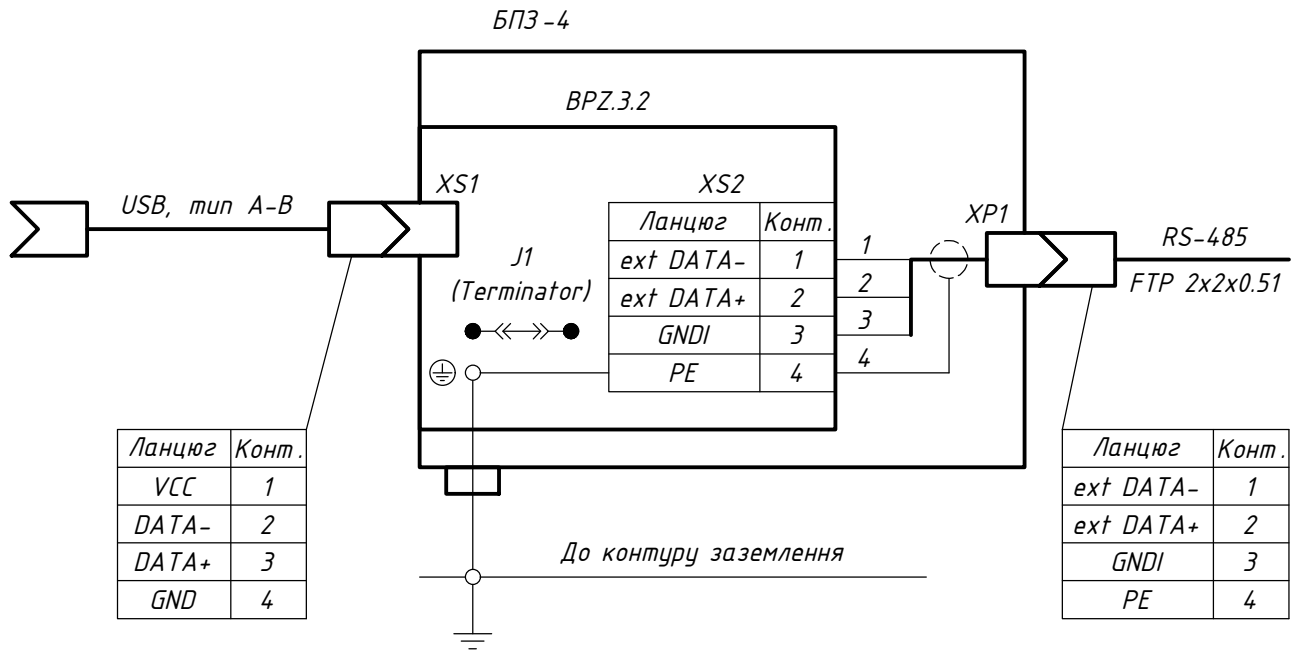 БПЗ-4
BPZ.3.2
USB, тип A-B
XS1
XS2
XP1
Ланцюг Конт.
ext DATA- 1
ext DATA+ 2
GNDI 3
PE 4
1
2
3
4
J1
(Terminator)
RS-485
FTP 2x2x0.51
Ланцюг Конт.
VCC 1
DATA- 2
DATA+ 3
GND 4
До контуру заземлення
Ланцюг Конт.
ext DATA- 1
ext DATA+ 2
GNDI 3
PE 4